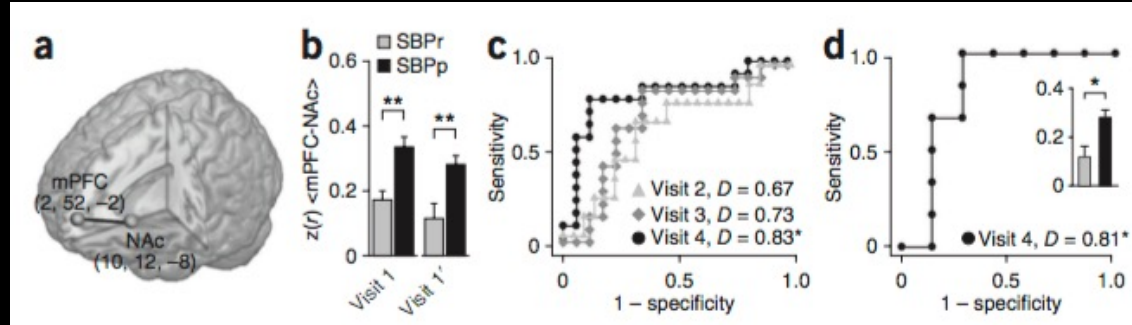 a
mPFC
(2, 52, –2)
NAc
(10, 12, –8)
b
SBPr
SBPp
z(r) <mPFC-NAc>
0.6
0.4
0.2
0
**
**
Visit 1
Visit 1′
c
Sensitivity
1.0
0.5
0
Visit 2, D = 0.67
Visit 3, D = 0.73
Visit 4, D = 0.83*
0
0.5
1.0
1 – specificity
d
Sensitivity
1.0
0.5
0
0.4
0.2
0
*
Visit 4, D = 0.81*
0
0.5
1.0
1 – specificity